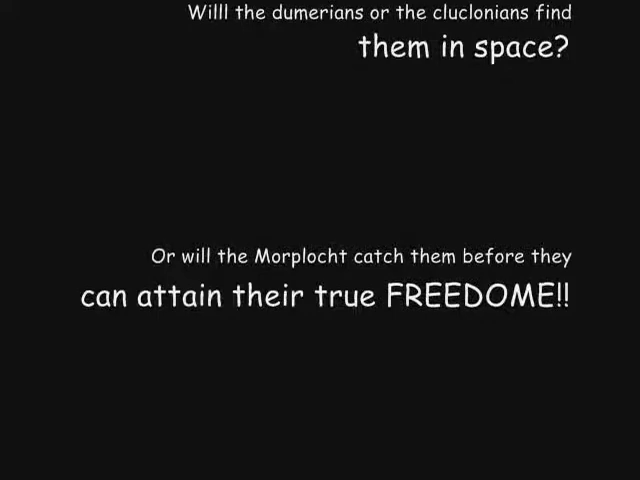 Willl the dumerians or the cluclonians find
them in space?
Or will the Morplocht catch them before they
can attain their true FREEDOME!!